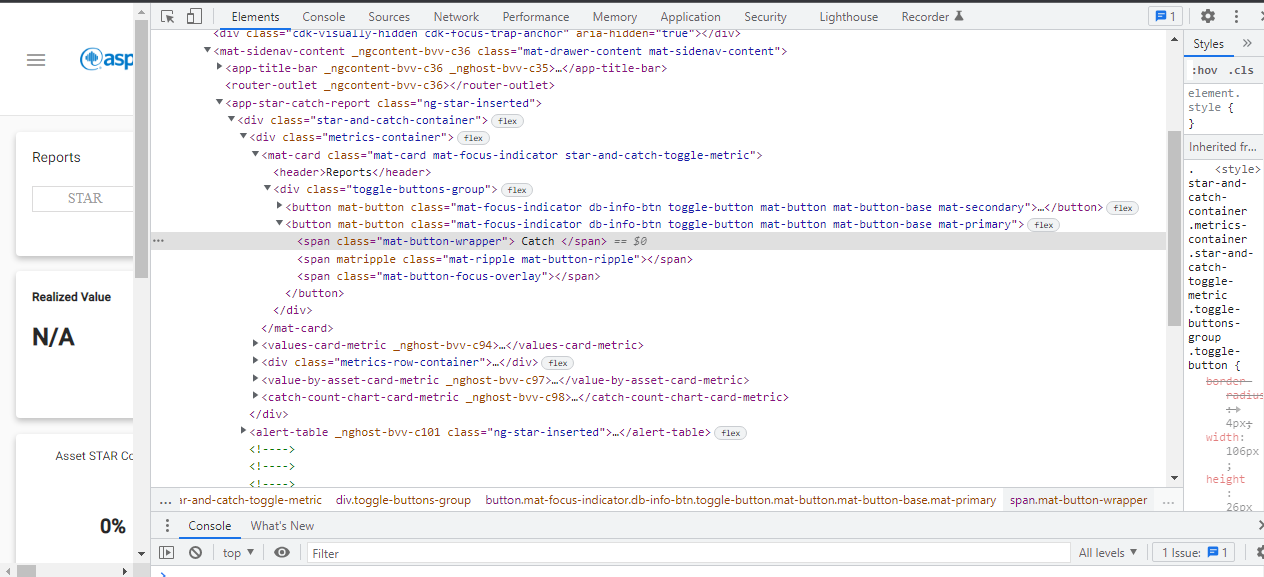 Elements Console Sources Network Performance Memory Application Security Lighthouse Recorder 1
asp
Reports
STAR
Realized Value
N/A
Asset STAR Co
0%
<div class="cdk-visually-hidden cdk-focus-trap-anchor" aria-hidden="true"></div>
<mat-sidenav-content _ngcontent-bvv-c36 class="mat-drawer-content mat-sidenav-content">
<app-title-bar _ngcontent-bvv-c36 _nghost-bvv-c35>…</app-title-bar>
<router-outlet _ngcontent-bvv-c36></router-outlet>
<app-star-catch-report class="ng-star-inserted">
<div class="star-and-catch-container"> flex
<div class="metrics-container"> flex
<mat-card class="mat-card mat-focus-indicator star-and-catch-toggle-metric">
<header>Reports</header>
<div class="toggle-buttons-group"> flex
<button mat-button class="mat-focus-indicator db-info-btn toggle-button mat-button mat-button-base mat-secondary">…</button> flex
<button mat-button class="mat-focus-indicator db-info-btn toggle-button mat-button mat-button-base mat-primary"> flex
… <span class="mat-button-wrapper"> Catch </span> == $0
<span matripple class="mat-ripple mat-button-ripple"></span>
<span class="mat-button-focus-overlay"></span>
</button>
</div>
</mat-card>
<values-card-metric _nghost-bvv-c94>…</values-card-metric>
<div class="metrics-row-container">…</div> flex
<value-by-asset-card-metric _nghost-bvv-c97>…</value-by-asset-card-metric>
<catch-count-chart-card-metric _nghost-bvv-c98>…</catch-count-chart-card-metric>
</div>
<alert-table _nghost-bvv-c101 class="ng-star-inserted">…</alert-table> flex
<!---->
<!---->
<!---->
… ar-and-catch-toggle-metric div.toggle-buttons-group button.mat-focus-indicator.db-info-btn.toggle-button.mat-button.mat-button-base.mat-primary span.mat-button-wrapper …
Styles »
:hov .cls
element.
style {
}
Inherited fr…
. <style>
star-and-
catch-
container
.metrics-
container
.star-and-
catch-
toggle-
metric
.toggle-
buttons-
group
.toggle-
button {
border-
radius
:
4px;
width:
106px
;
height
:
26px
Console What's New
top Filter All levels 1 Issue: 1